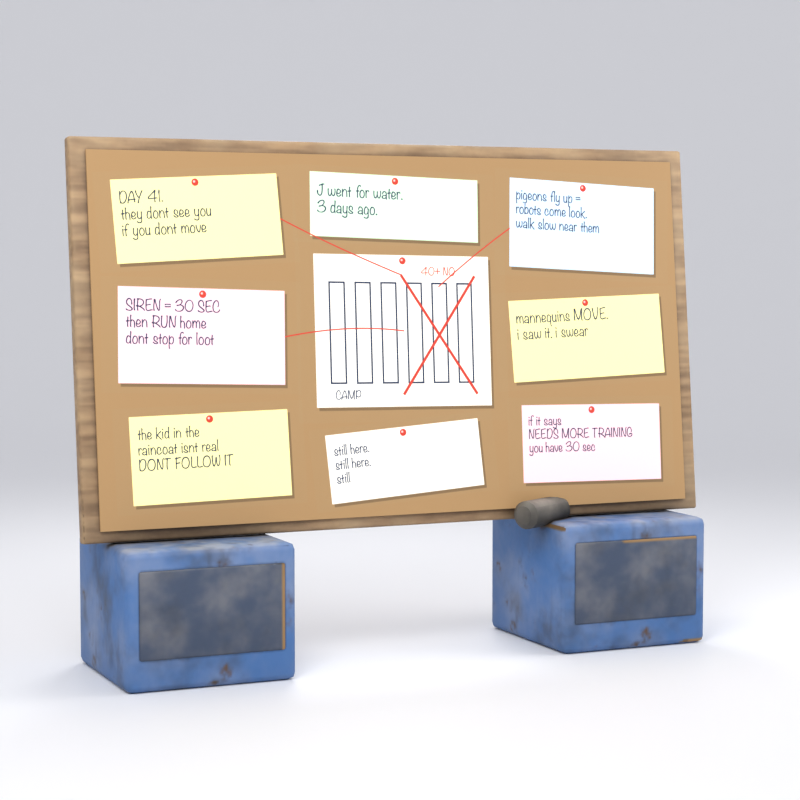 DAY 41.
they dont see you
if you dont move
J went for water.
3 days ago.
pigeons fly up =
robots come look.
walk slow near them
SIREN = 30 SEC
then RUN home
dont stop for loot
40+ NO
CAMP
mannequins MOVE.
i saw it. i swear
the kid in the
raincoat isnt real
DONT FOLLOW IT
still here.
still here.
still
if it says
NEEDS MORE TRAINING
you have 30 sec